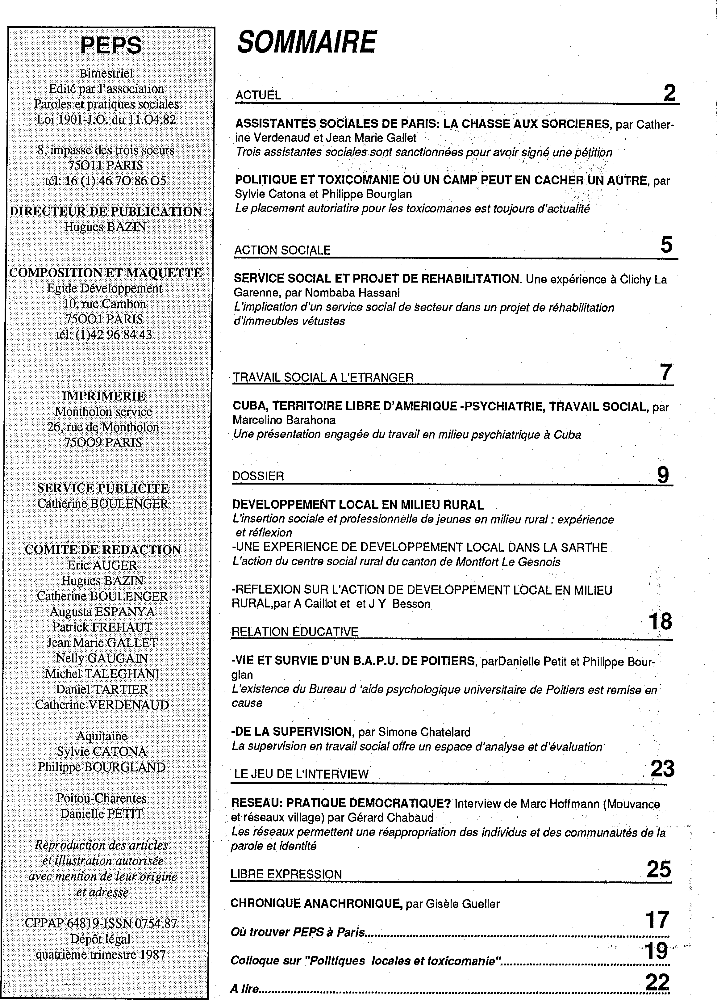 PEPS
Bimestriel
Edité par l'association
Paroles et pratiques sociales
Loi 1901-J.O. du 11.O4.82
8, impasse des trois soeurs
75O11 PARIS
tél: 16 (1) 46 7O 86 O5
DIRECTEUR DE PUBLICATION
Hugues BAZIN
COMPOSITION ET MAQUETTE
Egide Développement
10, rue Cambon
75OO1 PARIS
tél: (1)42 96 84 43
IMPRIMERIE
Montholon service
26, rue de Montholon
75OO9 PARIS
SERVICE PUBLICITE
Catherine BOULENGER
COMITE DE REDACTION
Eric AUGER
Hugues BAZIN
Catherine BOULENGER
Augusta ESPANYA
Patrick FREHAUT
Jean Marie GALLET
Nelly GAUGAIN
Michel TALEGHANI
Daniel TARTIER
Catherine VERDENAUD
Aquitaine
Sylvie CATONA
Philippe BOURGLAND
Poitou-Charentes
Danielle PETIT
Reproduction des articles
et illustration autorisée
avec mention de leur origine
et adresse
CPPAP 64819-ISSN 0754.87
Dépôt légal
quatrième trimestre 1987
SOMMAIRE
ACTUEL 2
ASSISTANTES SOCIALES DE PARIS: LA CHASSE AUX SORCIERES, par Cather-
ine Verdenaud et Jean Marie Gallet
Trois assistantes sociales sont sanctionnées pour avoir signé une pétition
POLITIQUE ET TOXICOMANIE OU UN CAMP PEUT EN CACHER UN AUTRE, par
Sylvie Catona et Philippe Bourglan
Le placement autoriatire pour les toxicomanes est toujours d'actualité
ACTION SOCIALE 5
SERVICE SOCIAL ET PROJET DE REHABILITATION. Une expérience à Clichy La
Garenne, par Nombaba Hassani
L'implication d'un service social de secteur dans un projet de réhabilitation
d'immeubles vétustes
TRAVAIL SOCIAL A L'ETRANGER 7
CUBA, TERRITOIRE LIBRE D'AMERIQUE -PSYCHIATRIE, TRAVAIL SOCIAL, par
Marcelino Barahona
Une présentation engagée du travail en milieu psychiatrique à Cuba
DOSSIER 9
DEVELOPPEMENT LOCAL EN MILIEU RURAL
L'insertion sociale et professionnelle de jeunes en milieu rural : expérience
et réflexion
-UNE EXPERIENCE DE DEVELOPPEMENT LOCAL DANS LA SARTHE
L'action du centre social rural du canton de Montfort Le Gesnois
-REFLEXION SUR L'ACTION DE DEVELOPPEMENT LOCAL EN MILIEU
RURAL,par A Caillot et et J Y Besson
RELATION EDUCATIVE 18
-VIE ET SURVIE D'UN B.A.P.U. DE POITIERS, parDanielle Petit et Philippe Bour-
glan
L'existence du Bureau d 'aide psychologique universitaire de Poitiers est remise en
cause
-DE LA SUPERVISION, par Simone Chatelard
La supervision en travail social offre un espace d'analyse et d'évaluation
LE JEU DE L'INTERVIEW 23
RESEAU: PRATIQUE DEMOCRATIQUE? Interview de Marc Hoffmann (Mouvance
et réseaux village) par Gérard Chabaud
Les réseaux permettent une réappropriation des individus et des communautés de la
parole et identité
LIBRE EXPRESSION 25
CHRONIQUE ANACHRONIQUE, par Gisèle Gueller
Où trouver PEPS à Paris.......... 17
Colloque sur "Politiques locales et toxicomanie".......... 19
A lire.......... 22